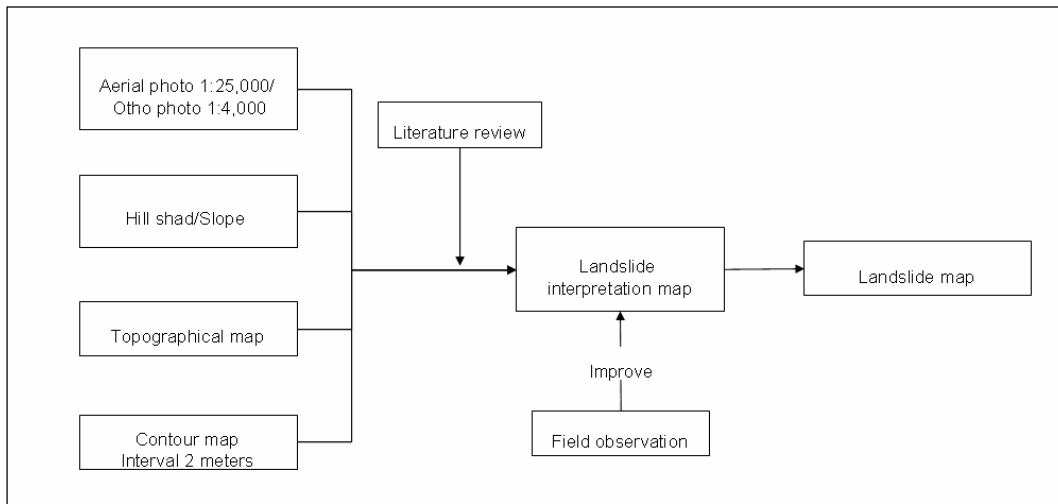 Aerial photo 1:25,000/
Otho photo 1:4,000
Literature review
Hill shad/Slope
Landslide
interpretation map
Landslide map
Topographical map
Improve
Contour map
Interval 2 meters
Field observation